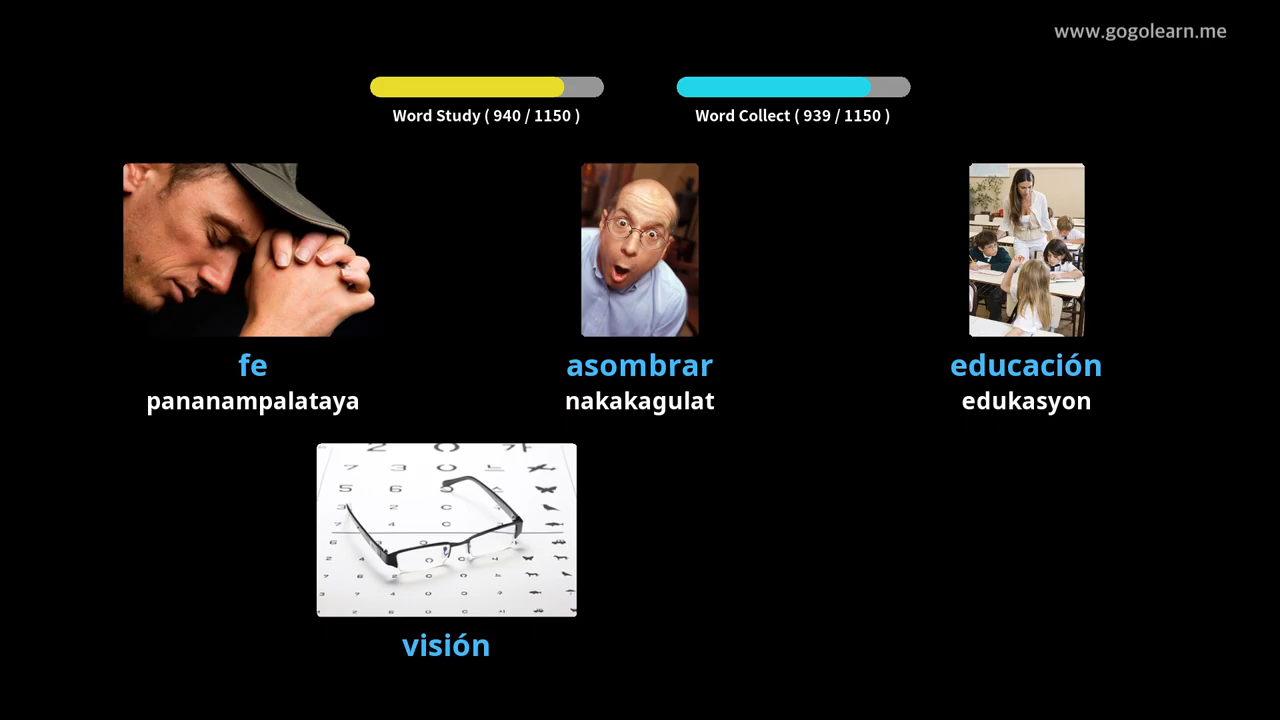 www.gogolearn.me
Word Study ( 940 / 1150 )
Word Collect ( 939 / 1150 )
fe
asombrar
educación
pananampalataya
nakakagulat
edukasyon
visión